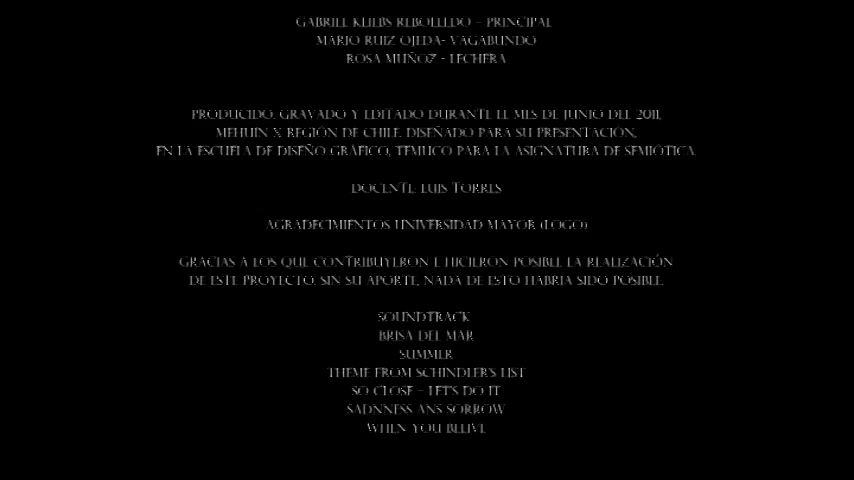 GABRIEL KLIEBS REBOLLEDO – PRINCIPAL
MARIO RUIZ OJEDA- VAGABUNDO
ROSA MUÑOZ - LECHERA
PRODUCIDO, GRAVADO Y EDITADO DURANTE EL MES DE JUNIO DEL 2011,
MEHUIN X REGIÓN DE CHILE. DISEÑADO PARA SU PRESENTACIÓN,
EN LA ESCUELA DE DISEÑO GRÁFICO, TEMUCO PARA LA ASIGNATURA DE SEMIÓTICA.
DOCENTE: LUIS TORRES
AGRADECIMIENTOS UNIVERSIDAD MAYOR (LOGO)
GRACIAS A LOS QUE CONTRIBUYERON E HICIERON POSIBLE LA REALIZACIÓN
DE ESTE PROYECTO. SIN SU APORTE, NADA DE ESTO HABRIA SIDO POSIBLE.
SOUNDTRACK
BRISA DEL MAR
SUMMER
THEME FROM SCHINDLER'S LIST
SO CLOSE – LET'S DO IT
SADNNESS ANS SORROW
WHEN YOU BELIVE